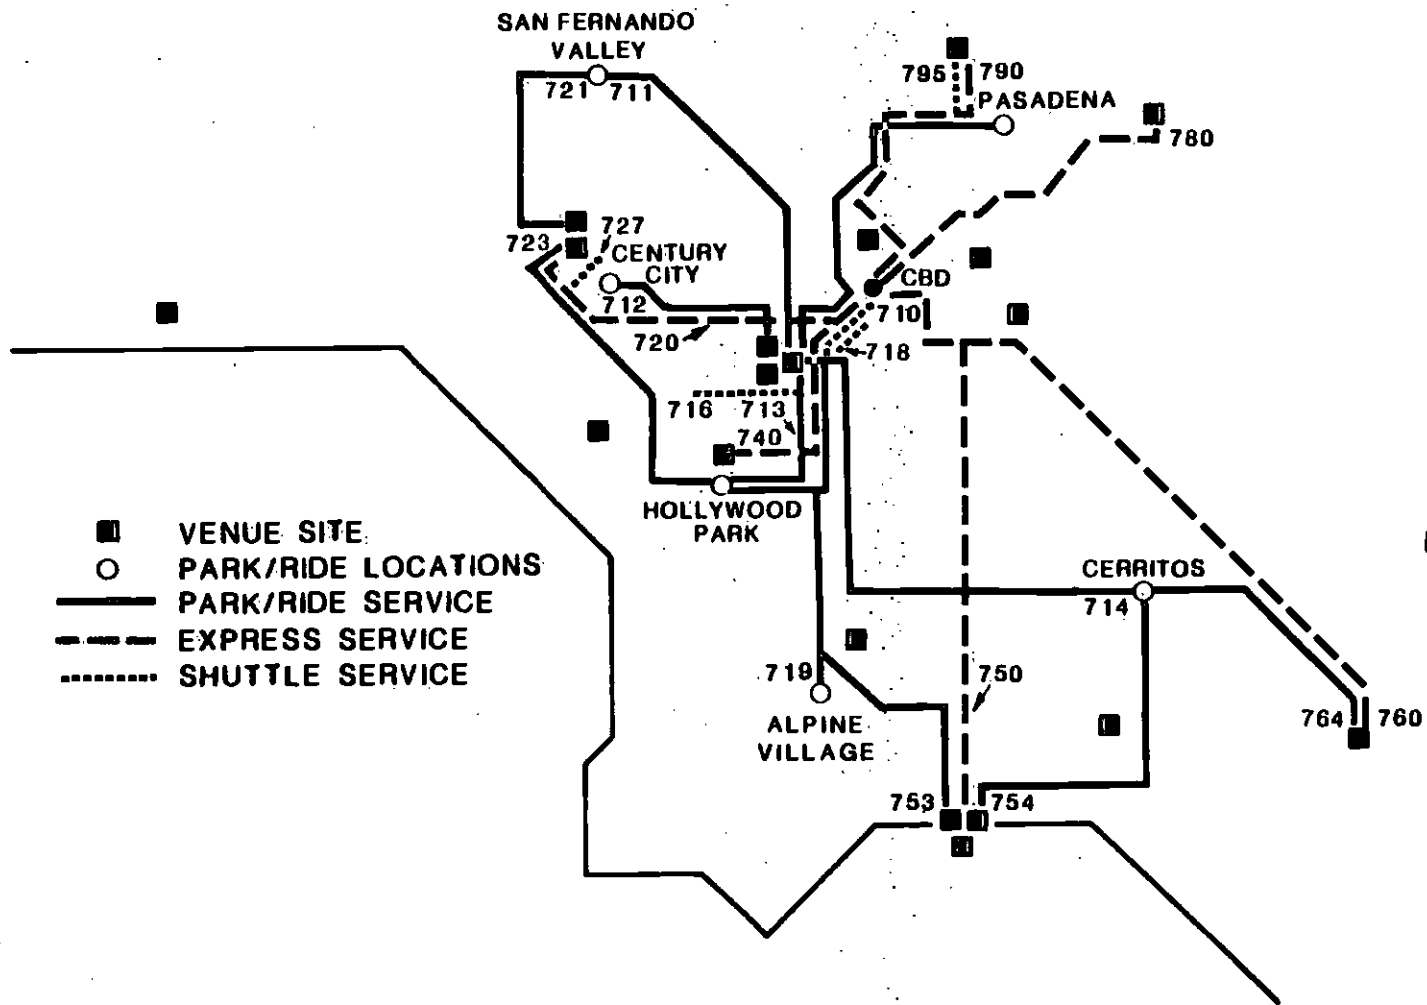 SAN FERNANDO
VALLEY
721 711
795 790
PASADENA
780
723 727
CENTURY
CITY
712
CBD
710
720
718
716 713
740
HOLLYWOOD
PARK
VENUE SITE
PARK/RIDE LOCATIONS
PARK/RIDE SERVICE
EXPRESS SERVICE
SHUTTLE SERVICE
CERRITOS
714
719
750
ALPINE
VILLAGE
764 760
753 754